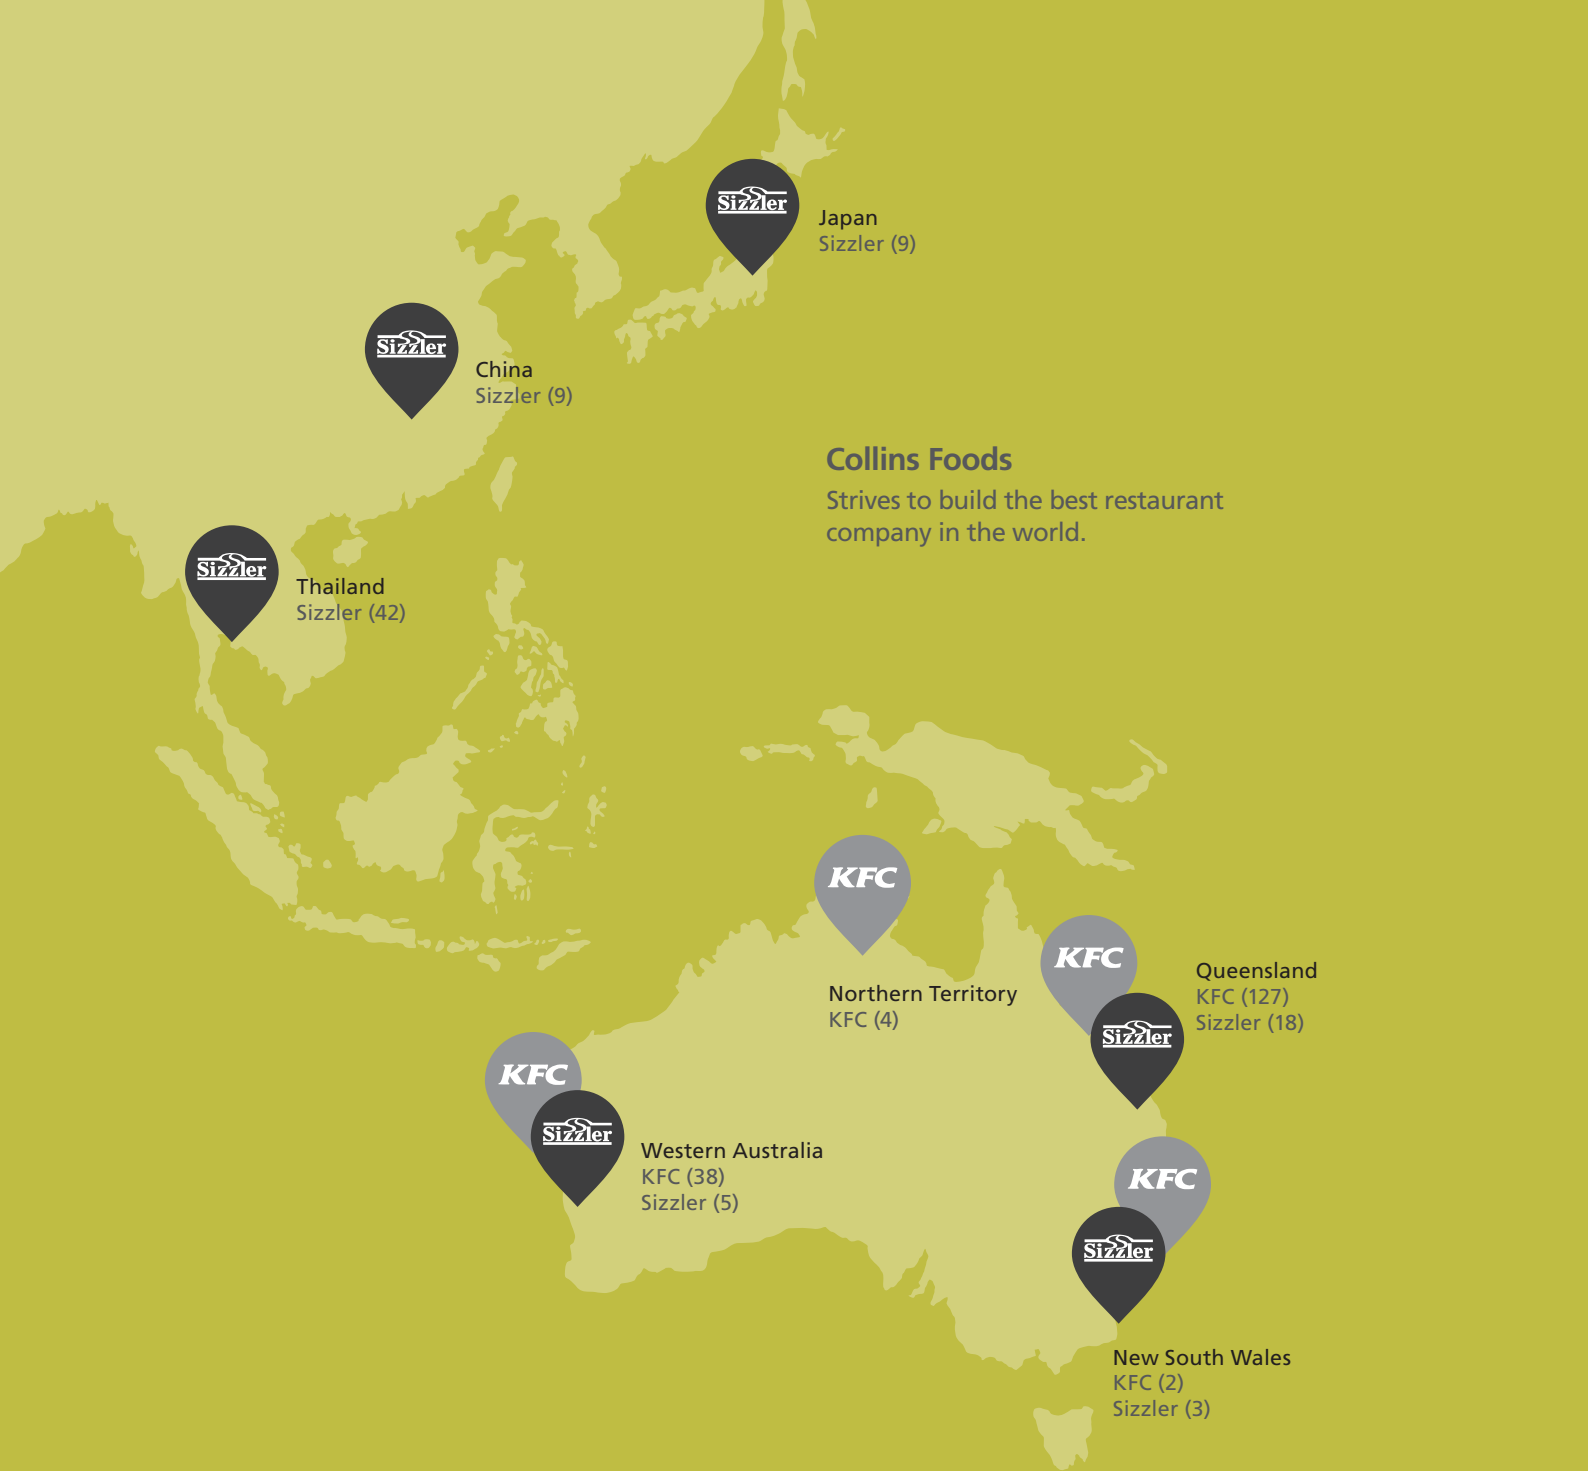 Sizzler
Japan
Sizzler (9)
Sizzler
China
Sizzler (9)
Collins Foods
Strives to build the best restaurant
company in the world.
Sizzler
Thailand
Sizzler (42)
KFC
Northern Territory
KFC (4)
KFC
Sizzler
Queensland
KFC (127)
Sizzler (18)
KFC
Sizzler
Western Australia
KFC (38)
Sizzler (5)
KFC
Sizzler
New South Wales
KFC (2)
Sizzler (3)